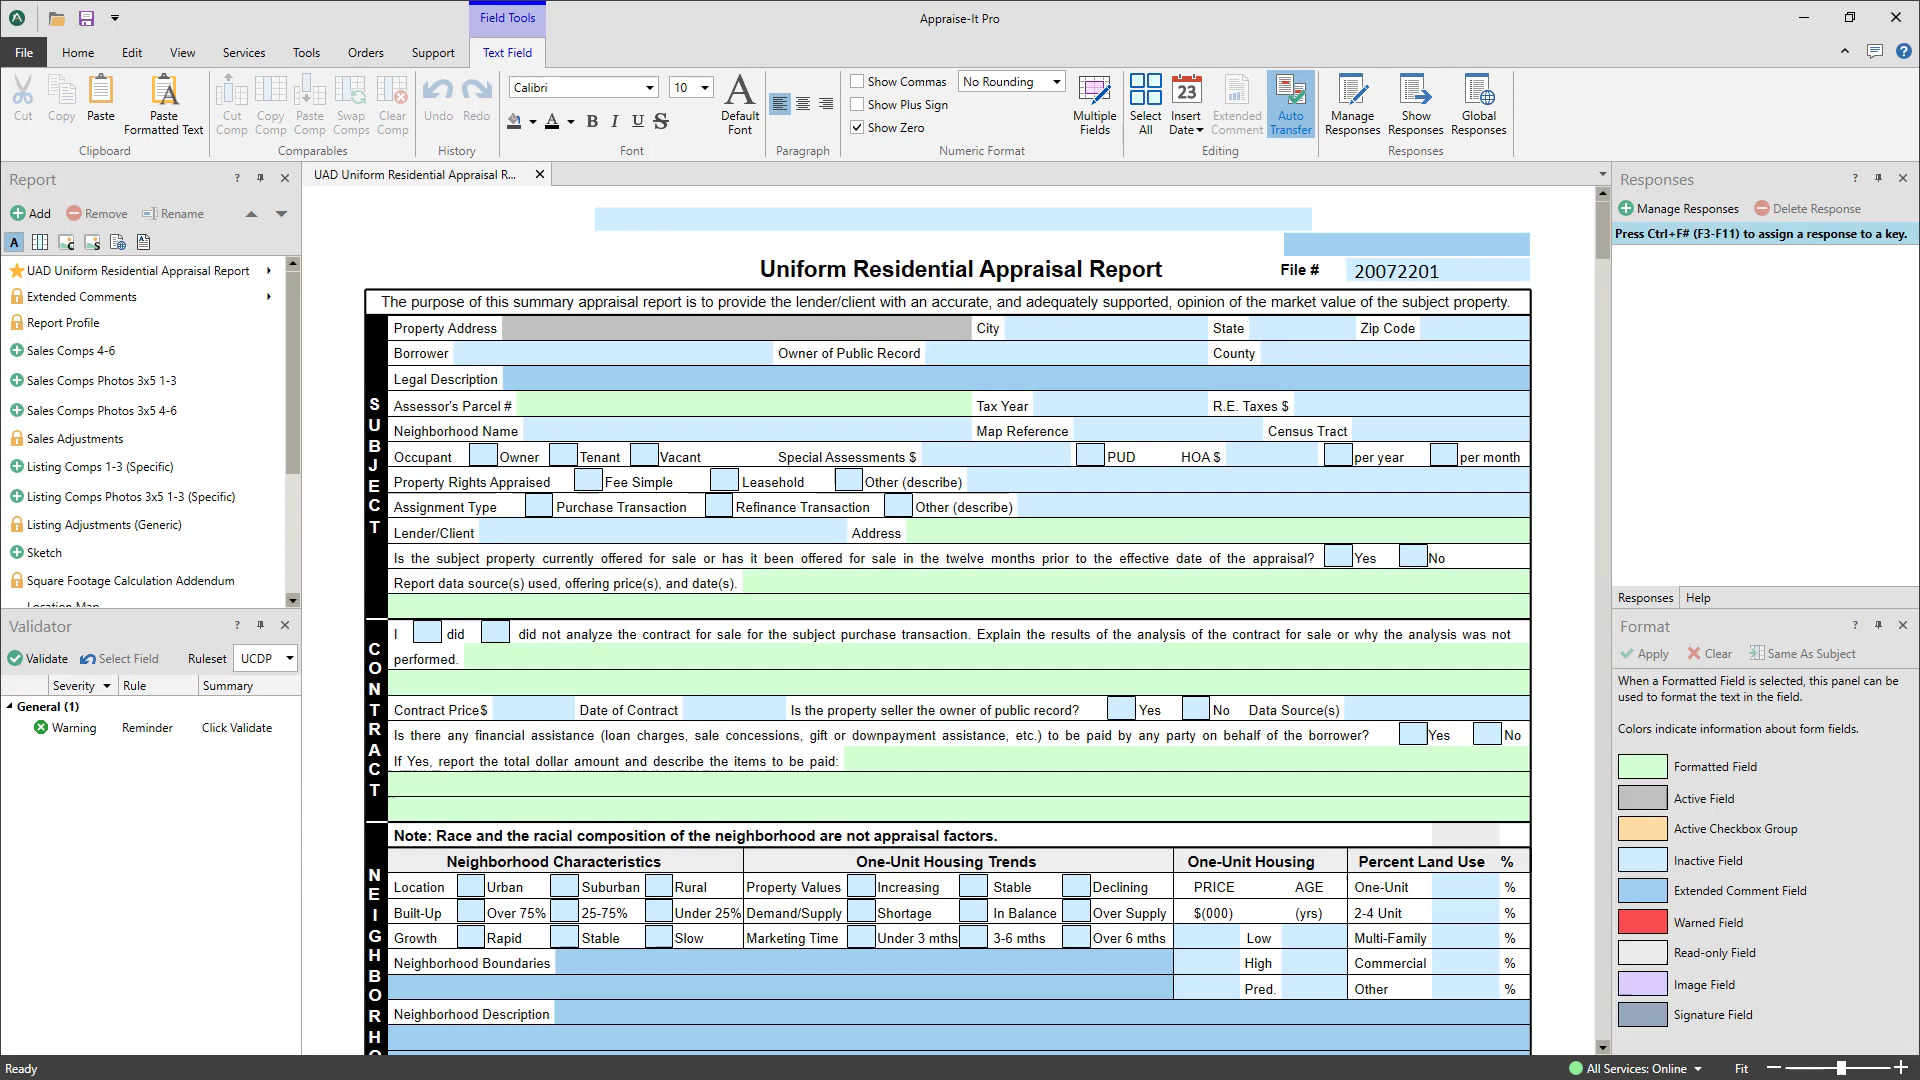 Field Tools
Appraise-It Pro
File Home Edit View Services Tools Orders Support Text Field
Cut Copy Paste Paste Formatted Text
Clipboard
Cut Comp Copy Comp Paste Comp Swap Comps Clear Comp
Comparables
Undo Redo
History
Calibri 10
A B I U S
Default Font
Font
Paragraph
Show Commas No Rounding
Show Plus Sign
Show Zero
Multiple Fields
Numeric Format
Select All 23 Insert Date Extended Comment Auto Transfer
Editing
Manage Responses Show Responses Global Responses
Responses
Report ?
Add Remove Rename
A
UAD Uniform Residential Appraisal Report
Extended Comments
Report Profile
Sales Comps 4-6
Sales Comps Photos 3x5 1-3
Sales Comps Photos 3x5 4-6
Sales Adjustments
Listing Comps 1-3 (Specific)
Listing Comps Photos 3x5 1-3 (Specific)
Listing Adjustments (Generic)
Sketch
Square Footage Calculation Addendum
Location Map
Validator ?
Validate Select Field Ruleset UCDP
Severity Rule Summary
General (1)
Warning Reminder Click Validate
UAD Uniform Residential Appraisal R...
Uniform Residential Appraisal Report File # 20072201
The purpose of this summary appraisal report is to provide the lender/client with an accurate, and adequately supported, opinion of the market value of the subject property.
SUBJECT
Property Address City State Zip Code
Borrower Owner of Public Record County
Legal Description
Assessor's Parcel # Tax Year R.E. Taxes $
Neighborhood Name Map Reference Census Tract
Occupant Owner Tenant Vacant Special Assessments $ PUD HOA $ per year per month
Property Rights Appraised Fee Simple Leasehold Other (describe)
Assignment Type Purchase Transaction Refinance Transaction Other (describe)
Lender/Client Address
Is the subject property currently offered for sale or has it been offered for sale in the twelve months prior to the effective date of the appraisal? Yes No
Report data source(s) used, offering price(s), and date(s).
CONTRACT
I did did not analyze the contract for sale for the subject purchase transaction. Explain the results of the analysis of the contract for sale or why the analysis was not
performed.
Contract Price$ Date of Contract Is the property seller the owner of public record? Yes No Data Source(s)
Is there any financial assistance (loan charges, sale concessions, gift or downpayment assistance, etc.) to be paid by any party on behalf of the borrower? Yes No
If Yes, report the total dollar amount and describe the items to be paid:
NEIGHBORHO
Note: Race and the racial composition of the neighborhood are not appraisal factors.
Neighborhood Characteristics One-Unit Housing Trends One-Unit Housing Percent Land Use %
Location Urban Suburban Rural Property Values Increasing Stable Declining PRICE AGE One-Unit %
Built-Up Over 75% 25-75% Under 25% Demand/Supply Shortage In Balance Over Supply $(000) (yrs) 2-4 Unit %
Growth Rapid Stable Slow Marketing Time Under 3 mths 3-6 mths Over 6 mths Low Multi-Family %
Neighborhood Boundaries High Commercial %
Pred. Other %
Neighborhood Description
Responses ?
Manage Responses Delete Response
Press Ctrl+F# (F3-F11) to assign a response to a key.
Responses Help
Format ?
Apply Clear Same As Subject
When a Formatted Field is selected, this panel can be
used to format the text in the field.
Colors indicate information about form fields.
Formatted Field
Active Field
Active Checkbox Group
Inactive Field
Extended Comment Field
Warned Field
Read-only Field
Image Field
Signature Field
Ready
All Services: Online Fit